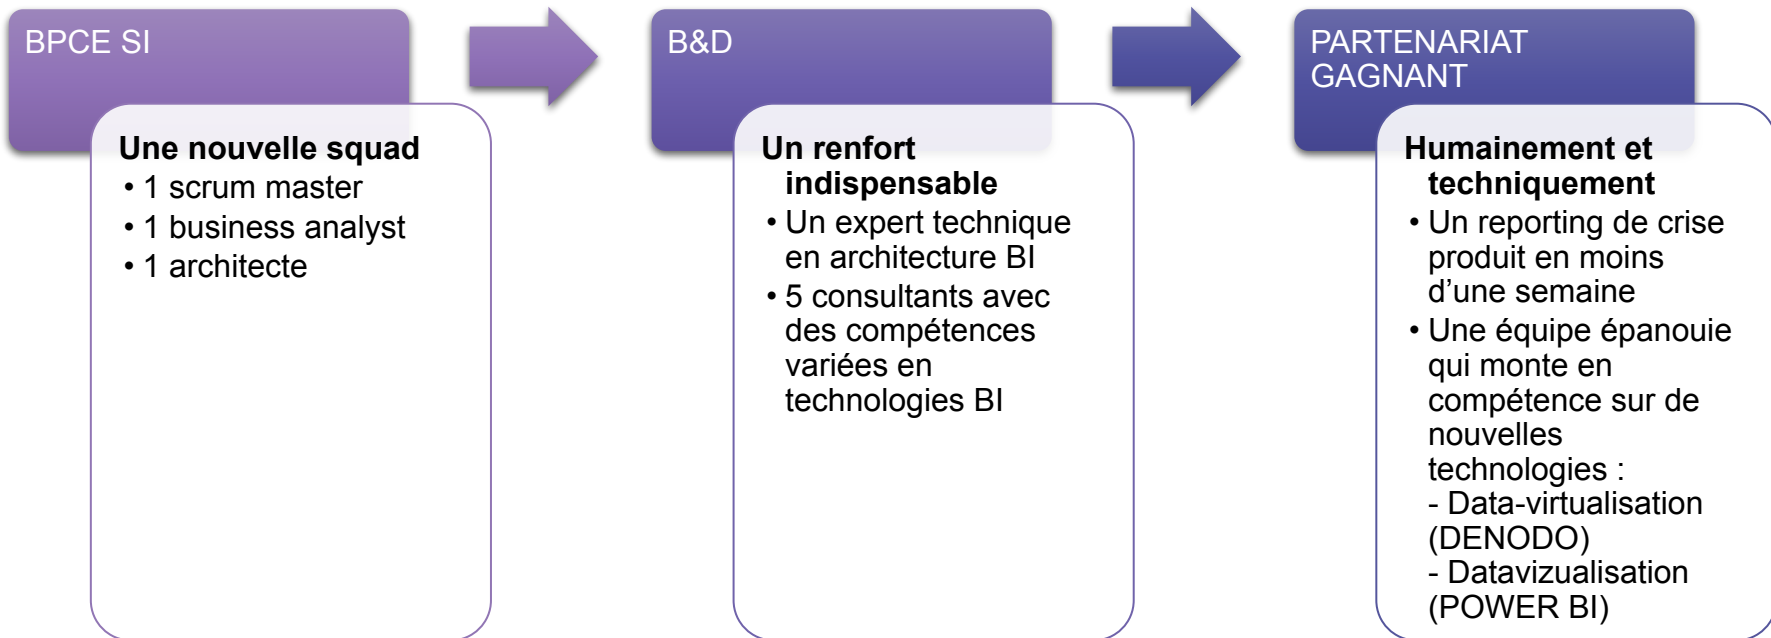 BPCE SI
Une nouvelle squad
• 1 scrum master
• 1 business analyst
• 1 architecte
B&D
Un renfort
indispensable
• Un expert technique
en architecture BI
• 5 consultants avec
des compétences
variées en
technologies BI
PARTENARIAT
GAGNANT
Humainement et
techniquement
• Un reporting de crise
produit en moins
d’une semaine
• Une équipe épanouie
qui monte en
compétence sur de
nouvelles
technologies :
- Data-virtualisation
(DENODO)
- Datavizualisation
(POWER BI)